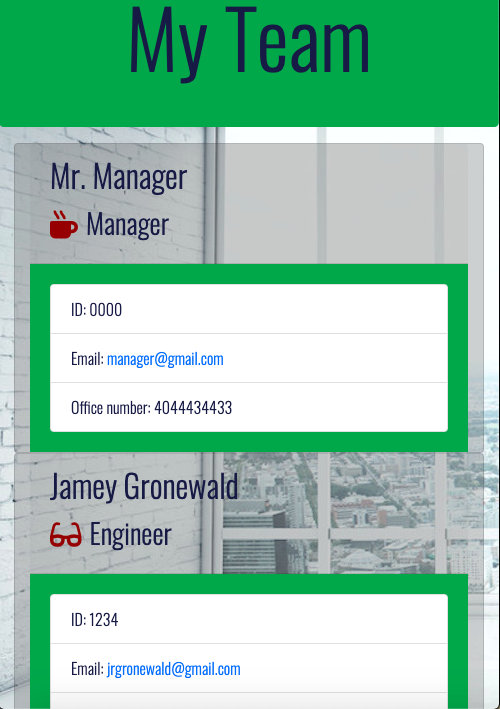 My Team
Mr. Manager
Manager
ID: 0000
Email: manager@gmail.com
Office number: 4044434433
Jamey Gronewald
Engineer
ID: 1234
Email: jrgronewald@gmail.com